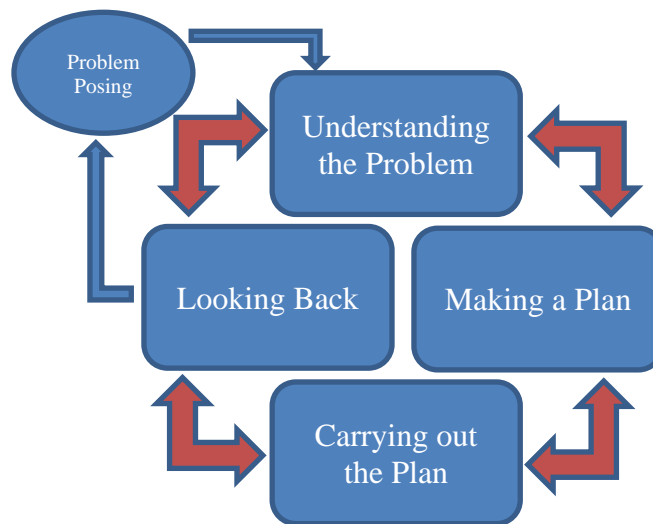 Problem
Posing
Understanding
the Problem
Looking Back
Making a Plan
Carrying out
the Plan